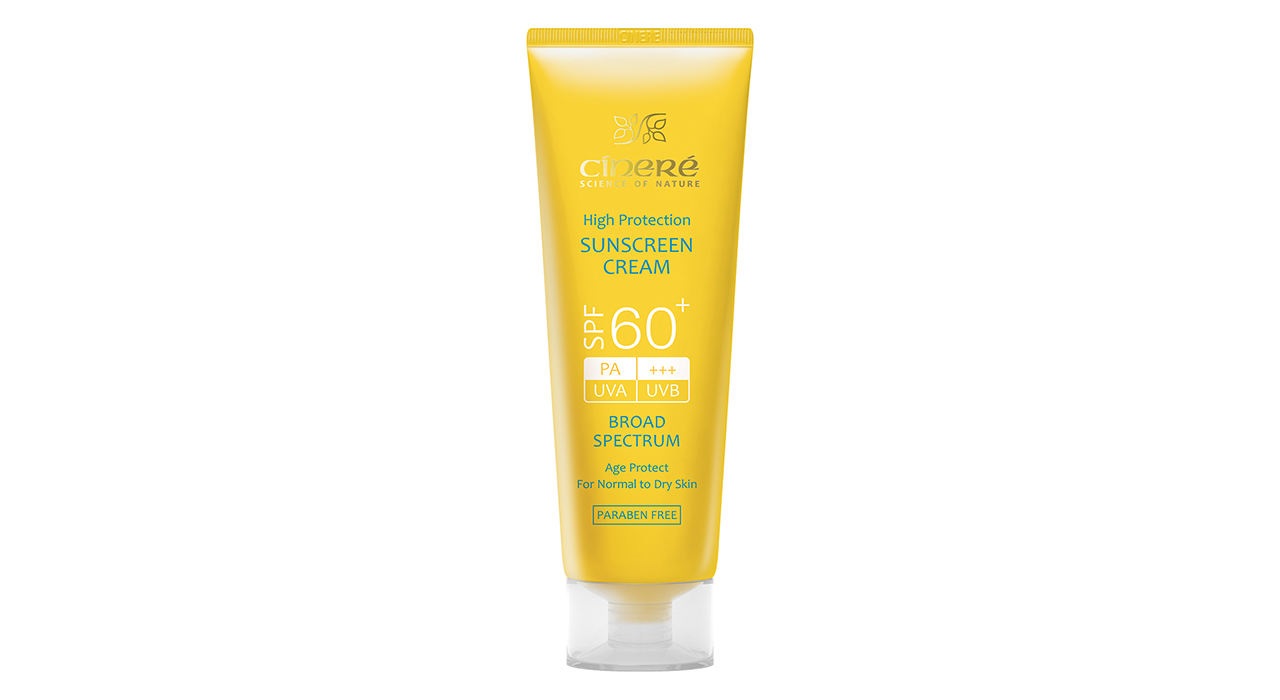 CINERE
cíneré
SCIENCE OF NATURE
High Protection
SUNSCREEN
CREAM
SPF 60+
PA +++
UVA UVB
BROAD
SPECTRUM
Age Protect
For Normal to Dry Skin
PARABEN FREE